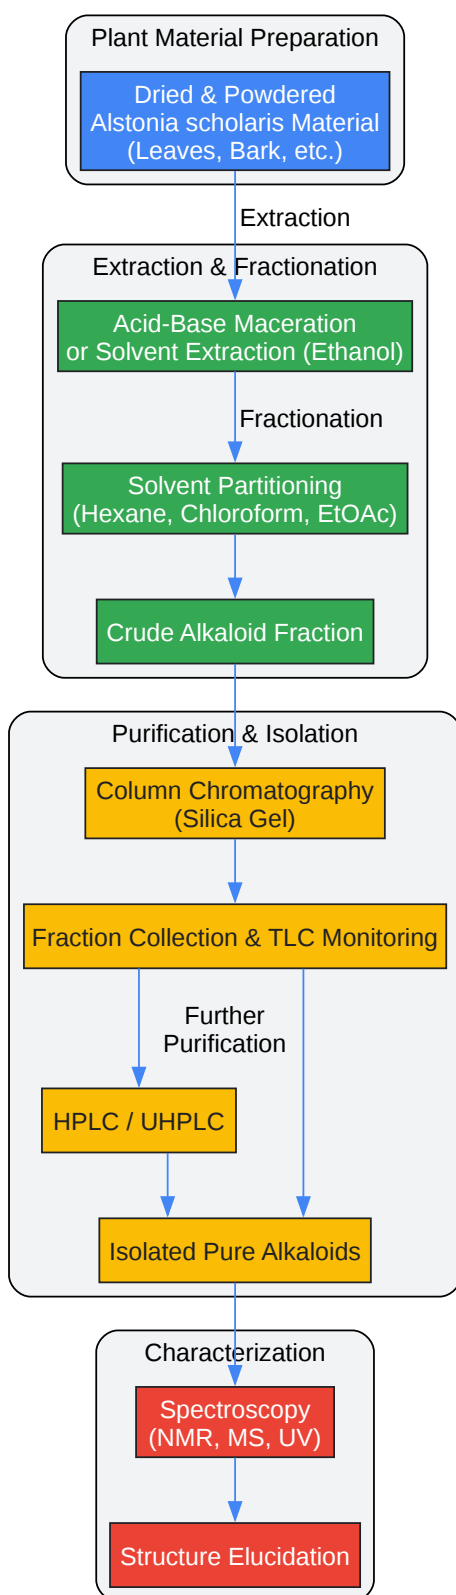 Plant Material Preparation
Dried & Powdered
Alstonia scholaris Material
(Leaves, Bark, etc.)
Extraction
Extraction & Fractionation
Acid-Base Maceration
or Solvent Extraction (Ethanol)
Fractionation
Solvent Partitioning
(Hexane, Chloroform, EtOAc)
Crude Alkaloid Fraction
Purification & Isolation
Column Chromatography
(Silica Gel)
Fraction Collection & TLC Monitoring
Further
Purification
HPLC / UHPLC
Isolated Pure Alkaloids
Characterization
Spectroscopy
(NMR, MS, UV)
Structure Elucidation